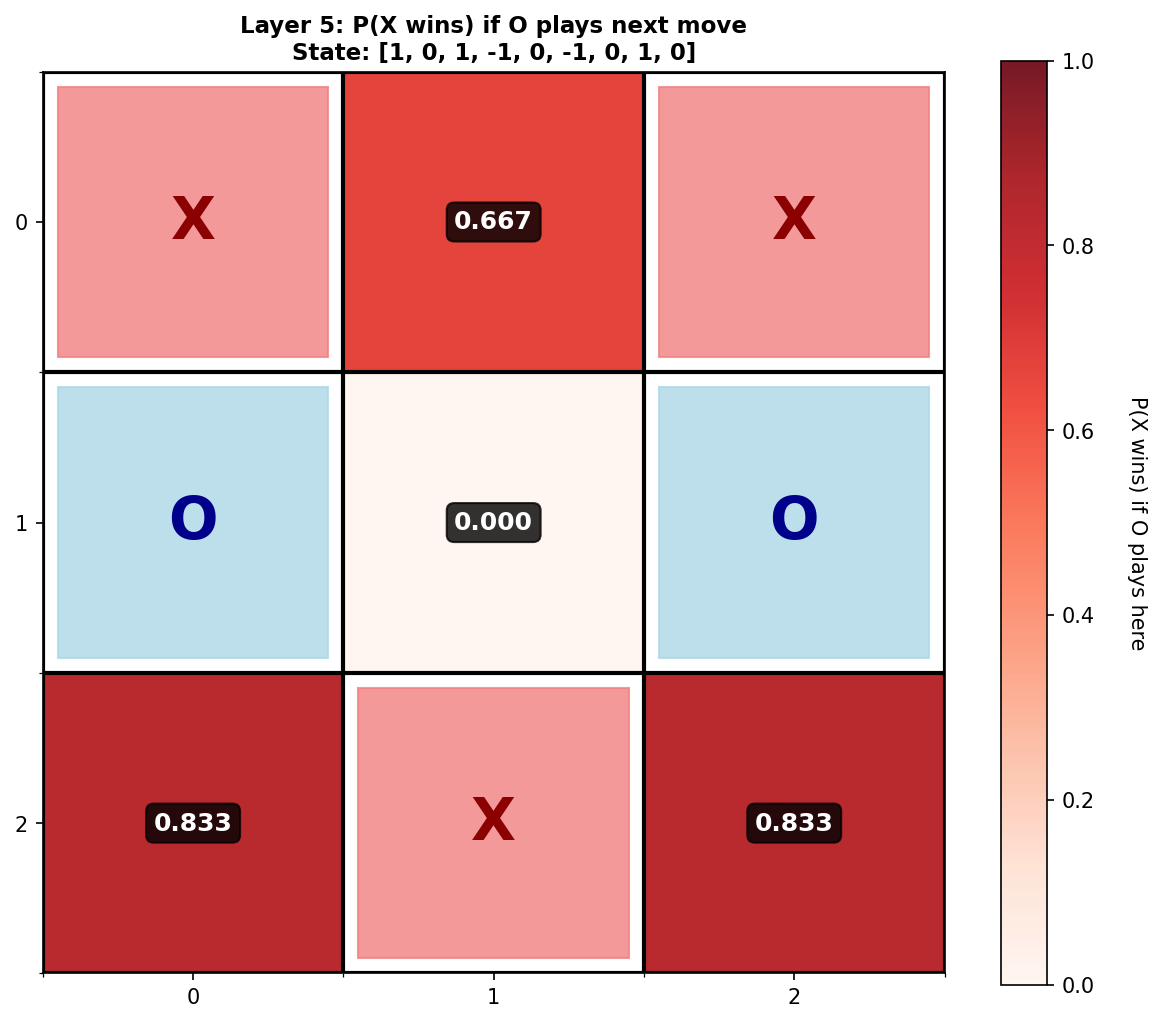 Layer 5: P(X wins) if O plays next move
State: [1, 0, 1, -1, 0, -1, 0, 1, 0]
0
X
0.667
X
1
O
0.000
O
2
0.833
X
0.833
0
1
2
1.0
0.8
0.6
0.4
0.2
0.0
P(X wins) if O plays here